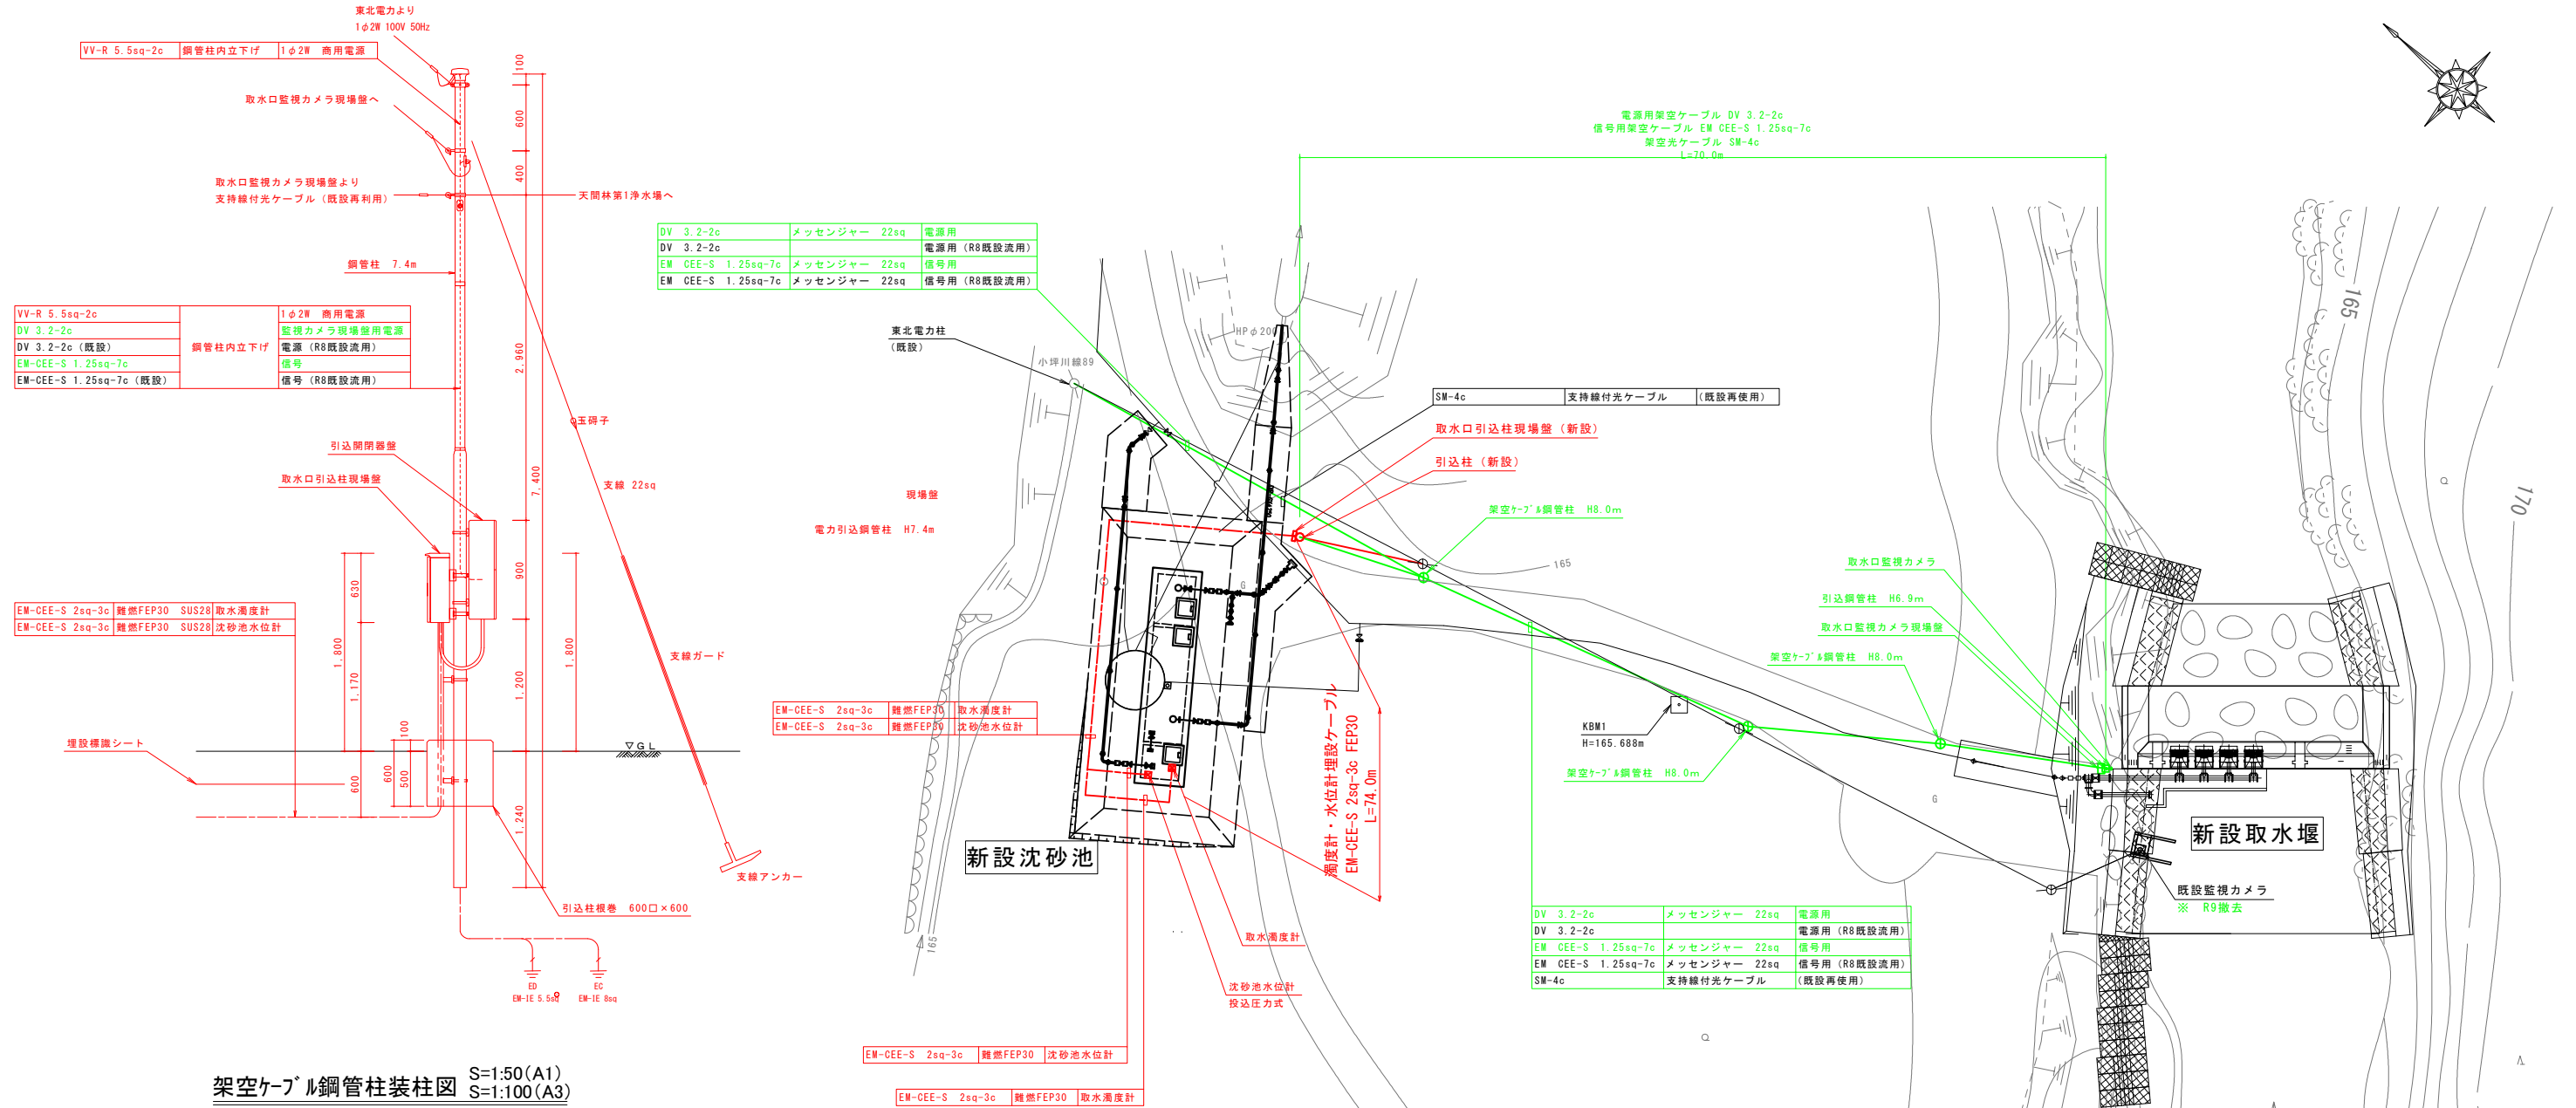 東北電力より
1φ2W 100V 50Hz
VV-R 5.5sq-2c 鋼管柱内立下げ 1φ2W 商用電源
取水口監視カメラ現場盤へ
取水口監視カメラ現場盤より
支持線付光ケーブル（既設再利用）
天間林第1浄水場へ
鋼管柱 7.4m
VV-R 5.5sq-2c 1φ2W 商用電源
DV 3.2-2c 監視カメラ現場盤用電源
DV 3.2-2c（既設） 鋼管柱内立下げ 電源（R8既設流用）
EM-CEE-S 1.25sq-7c 信号
EM-CEE-S 1.25sq-7c（既設） 信号（R8既設流用）
玉碍子
引込開閉器盤
取水口引込柱現場盤
支線 22sq
EM-CEE-S 2sq-3c 難燃FEP30 SUS28 取水濁度計
EM-CEE-S 2sq-3c 難燃FEP30 SUS28 沈砂池水位計
支線ガード
埋設標識シート
▽GL
支線アンカー
引込柱根巻 600□×600
100
600
400
2,960
7,400
900
1,200
1,240
630
1,800
1,170
1,800
100
600
500
600
ED
EM-IE 5.5sq
EC
EM-IE 8sq
架空ケーブル鋼管柱装柱図 S=1:50(A1)
S=1:100(A3)
電源用架空ケーブル DV 3.2-2c
信号用架空ケーブル EM CEE-S 1.25sq-7c
架空光ケーブル SM-4c
L=70.0m
DV 3.2-2c メッセンジャー 22sq 電源用
DV 3.2-2c 電源用（R8既設流用）
EM CEE-S 1.25sq-7c メッセンジャー 22sq 信号用
EM CEE-S 1.25sq-7c メッセンジャー 22sq 信号用（R8既設流用）
東北電力柱
（既設）
小坪川線89
HPφ200
SM-4c 支持線付光ケーブル （既設再使用）
取水口引込柱現場盤（新設）
引込柱（新設）
現場盤
電力引込鋼管柱 H7.4m
架空ケーブル鋼管柱 H8.0m
165
取水口監視カメラ
引込鋼管柱 H6.9m
取水口監視カメラ現場盤
架空ケーブル鋼管柱 H8.0m
EM-CEE-S 2sq-3c 難燃FEP30 取水濁度計
EM-CEE-S 2sq-3c 難燃FEP30 沈砂池水位計
KBM1
H=165.688m
架空ケーブル鋼管柱 H8.0m
濁度計・水位計埋設ケーブル
EM-CEE-S 2sq-3c FEP30
L=74.0m
新設沈砂池
新設取水堰
既設監視カメラ
※ R9撤去
DV 3.2-2c メッセンジャー 22sq 電源用
DV 3.2-2c 電源用（R8既設流用）
EM CEE-S 1.25sq-7c メッセンジャー 22sq 信号用
EM CEE-S 1.25sq-7c メッセンジャー 22sq 信号用（R8既設流用）
SM-4c 支持線付光ケーブル （既設再使用）
取水濁度計
沈砂池水位計
投込圧力式
EM-CEE-S 2sq-3c 難燃FEP30 沈砂池水位計
EM-CEE-S 2sq-3c 難燃FEP30 取水濁度計
165
165
170
G
G